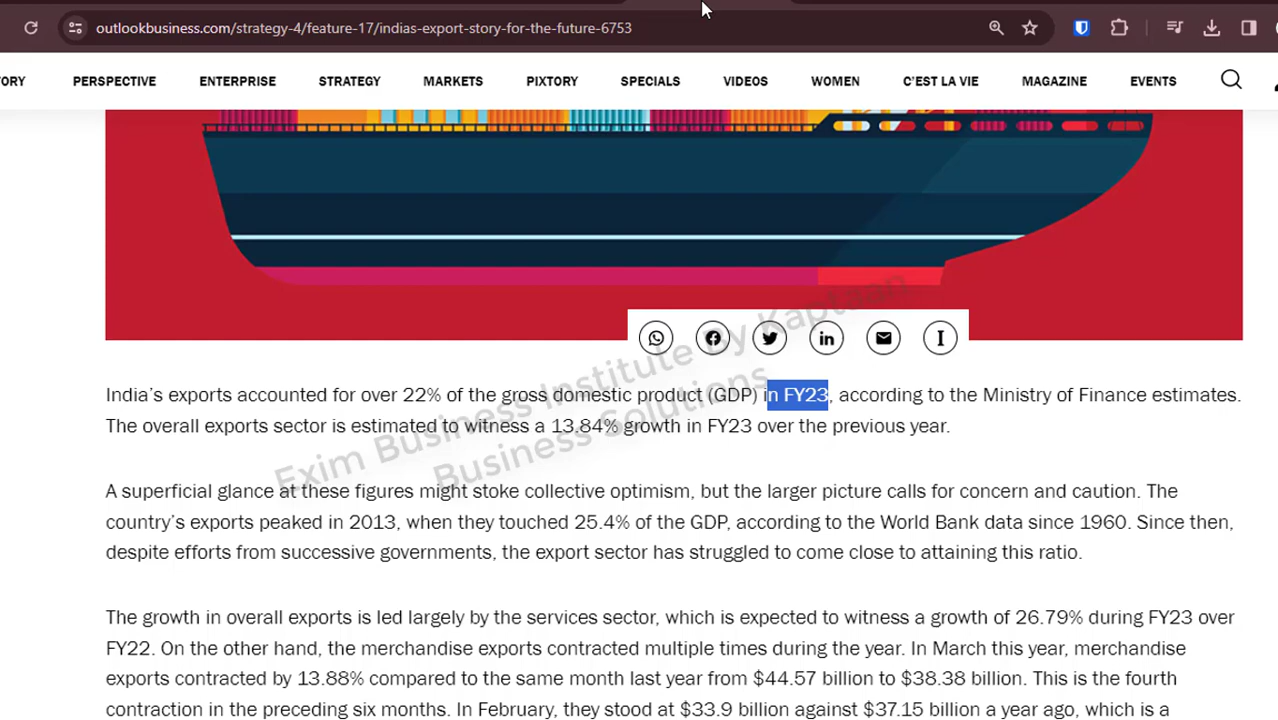 outlookbusiness.com/strategy-4/feature-17/indias-export-story-for-the-future-6753
ORY PERSPECTIVE ENTERPRISE STRATEGY MARKETS PIXTORY SPECIALS VIDEOS WOMEN C'EST LA VIE MAGAZINE EVENTS
India's exports accounted for over 22% of the gross domestic product (GDP) in FY23, according to the Ministry of Finance estimates.
The overall exports sector is estimated to witness a 13.84% growth in FY23 over the previous year.
Exim Business Institute By Kaptaan
Business Solutions
A superficial glance at these figures might stoke collective optimism, but the larger picture calls for concern and caution. The
country's exports peaked in 2013, when they touched 25.4% of the GDP, according to the World Bank data since 1960. Since then,
despite efforts from successive governments, the export sector has struggled to come close to attaining this ratio.
The growth in overall exports is led largely by the services sector, which is expected to witness a growth of 26.79% during FY23 over
FY22. On the other hand, the merchandise exports contracted multiple times during the year. In March this year, merchandise
exports contracted by 13.88% compared to the same month last year from $44.57 billion to $38.38 billion. This is the fourth
contraction in the preceding six months. In February, they stood at $33.9 billion against $37.15 billion a year ago, which is a